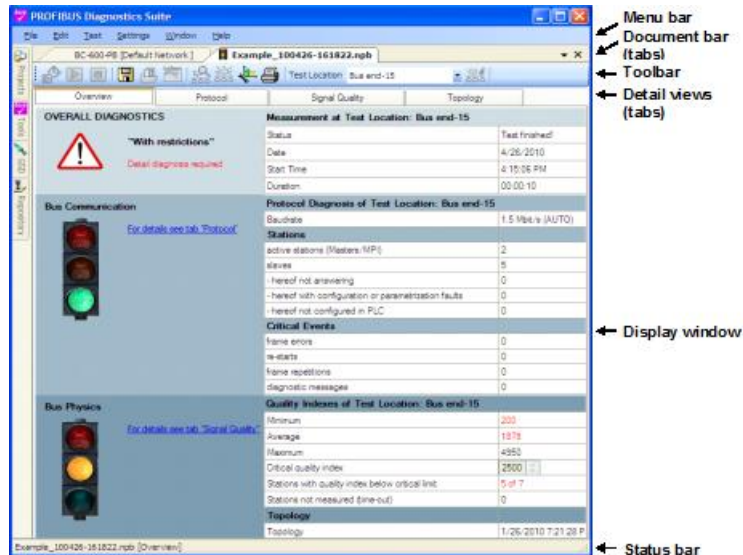 PROFIBUS Diagnostics Suite
File Edit Test Settings Window Help
BC-600-PB [Default Network] Example_100426-161822.npb
Test Location Bus end-15
Overview Protocol Signal Quality Topology
Projects
Tools
GSD
Repository
OVERALL DIAGNOSTICS
"With restrictions"
Detail diagnosis required
Measurement at Test Location: Bus end-15
Status Test finished!
Date 4/26/2010
Start Time 4:15:06 PM
Duration 00:00:10
Bus Communication
For details see tab 'Protocol'
Protocol Diagnosis of Test Location: Bus end-15
Baudrate 1.5 Mbit/s (AUTO)
Stations
active stations (Masters/MPI) 2
slaves 5
- hereof not answering 0
- hereof with configuration or parametrization faults 0
- hereof not configured in PLC 0
Critical Events
frame errors 0
re-starts 0
frame repetitions 0
diagnostic messages 0
Bus Physics
For details see tab 'Signal Quality'
Quality Indexes of Test Location: Bus end-15
Minimum 200
Average 1978
Maximum 4950
Critical quality index 2500
Stations with quality index below critical limit 5 of 7
Stations not measured (time-out) 0
Topology
Topology 1/26/2010 7:21:28 P
Example_100426-161822.npb [Overview]
Menu bar
Document bar
(tabs)
Toolbar
Detail views
(tabs)
Display window
Status bar